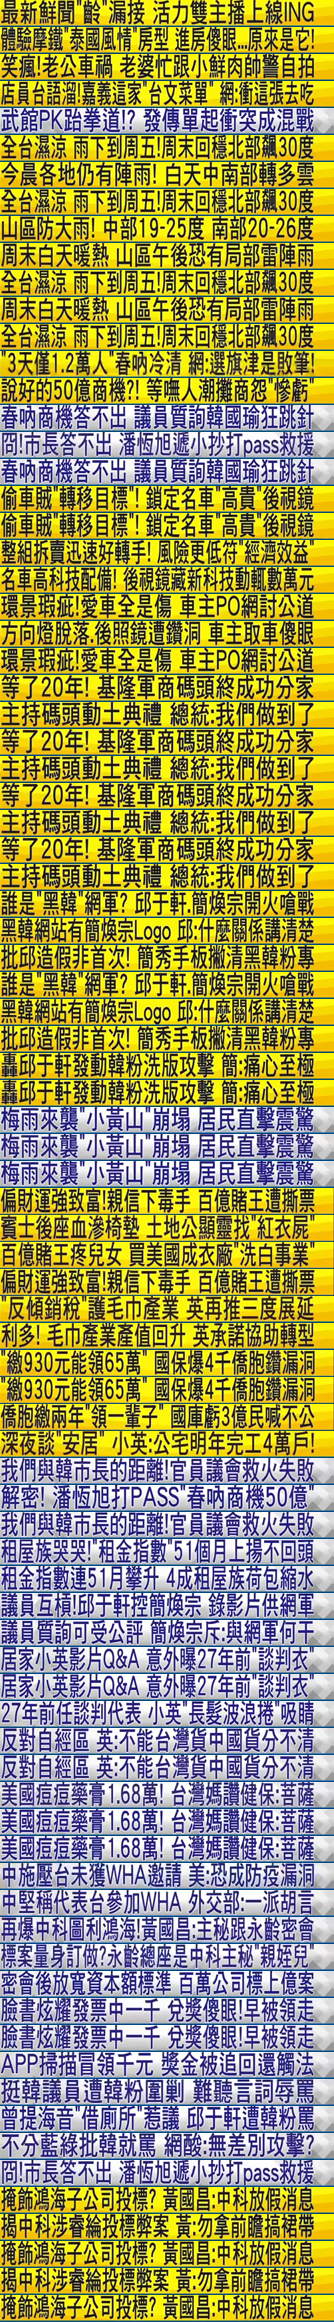 最新鮮聞"齡"漏接 活力雙主播上線ING
體驗摩鐵"泰國風情"房型 進房傻眼...原來是它!
笑瘋!老公車禍 老婆忙跟小鮮肉帥警自拍
店員台語溜!嘉義這家"台文菜單" 網:衝這張去吃
武館PK跆拳道!? 發傳單起衝突成混戰
全台濕涼 雨下到周五!周末回穩北部飆30度
今晨各地仍有陣雨! 白天中南部轉多雲
全台濕涼 雨下到周五!周末回穩北部飆30度
山區防大雨! 中部19-25度 南部20-26度
周末白天暖熱 山區午後恐有局部雷陣雨
全台濕涼 雨下到周五!周末回穩北部飆30度
周末白天暖熱 山區午後恐有局部雷陣雨
全台濕涼 雨下到周五!周末回穩北部飆30度
"3天僅1.2萬人"春吶冷清 網:選旗津是敗筆!
說好的50億商機?! 等嘸人潮攤商怨"慘虧"
春吶商機答不出 議員質詢韓國瑜狂跳針
冏!市長答不出 潘恆旭遞小抄打pass救援
春吶商機答不出 議員質詢韓國瑜狂跳針
偷車賊"轉移目標"! 鎖定名車"高貴"後視鏡
偷車賊"轉移目標"! 鎖定名車"高貴"後視鏡
整組拆賣迅速好轉手! 風險更低符"經濟效益"
名車高科技配備! 後視鏡藏新科技動輒數萬元
環景瑕疵!愛車全是傷 車主PO網討公道
方向燈脫落.後照鏡遭鑽洞 車主取車傻眼
環景瑕疵!愛車全是傷 車主PO網討公道
等了20年! 基隆軍商碼頭終成功分家
主持碼頭動土典禮 總統:我們做到了
等了20年! 基隆軍商碼頭終成功分家
主持碼頭動土典禮 總統:我們做到了
等了20年! 基隆軍商碼頭終成功分家
主持碼頭動土典禮 總統:我們做到了
等了20年! 基隆軍商碼頭終成功分家
主持碼頭動土典禮 總統:我們做到了
誰是"黑韓"網軍? 邱于軒.簡煥宗開火嗆戰
黑韓網站有簡煥宗Logo 邱:什麼關係講清楚
批邱造假非首次! 簡秀手板撇清黑韓粉專
誰是"黑韓"網軍? 邱于軒.簡煥宗開火嗆戰
黑韓網站有簡煥宗Logo 邱:什麼關係講清楚
批邱造假非首次! 簡秀手板撇清黑韓粉專
轟邱于軒發動韓粉洗版攻擊 簡:痛心至極
轟邱于軒發動韓粉洗版攻擊 簡:痛心至極
梅雨來襲"小黃山"崩塌 居民直擊震驚
梅雨來襲"小黃山"崩塌 居民直擊震驚
梅雨來襲"小黃山"崩塌 居民直擊震驚
偏財運強致富!親信下毒手 百億賭王遭撕票
賓士後座血滲椅墊 土地公顯靈找"紅衣屍"
百億賭王疼兒女 買美國成衣廠"洗白事業"
偏財運強致富!親信下毒手 百億賭王遭撕票
"反傾銷稅"護毛巾產業 英再推三度展延
利多! 毛巾產業產值回升 英承諾協助轉型
"繳930元能領65萬" 國保爆4千僑胞鑽漏洞
"繳930元能領65萬" 國保爆4千僑胞鑽漏洞
僑胞繳兩年"領一輩子" 國庫虧3億民喊不公
深夜談"安居" 小英:公宅明年完工4萬戶!
我們與韓市長的距離!官員議會救火失敗
解密! 潘恆旭打PASS"春吶商機50億"
我們與韓市長的距離!官員議會救火失敗
租屋族哭哭!"租金指數"51個月上揚不回頭
租金指數連51月攀升 4成租屋族荷包縮水
議員互槓!邱于軒控簡煥宗 錄影片供網軍
議員質詢可受公評 簡煥宗斥:與網軍何干
居家小英影片Q&A 意外曝27年前"談判衣"
居家小英影片Q&A 意外曝27年前"談判衣"
27年前任談判代表 小英"長髮波浪捲"吸睛
反對自經區 英:不能台灣貨中國貨分不清
反對自經區 英:不能台灣貨中國貨分不清
美國痘痘藥膏1.68萬! 台灣媽讚健保:菩薩
美國痘痘藥膏1.68萬! 台灣媽讚健保:菩薩
美國痘痘藥膏1.68萬! 台灣媽讚健保:菩薩
中施壓台未獲WHA邀請 美:恐成防疫漏洞
中堅稱代表台參加WHA 外交部:一派胡言
再爆中科圖利鴻海!黃國昌:主秘跟永齡密會
標案量身訂做?永齡總座是中科主秘"親姪兒"
密會後放寬資本額標準 百萬公司標上億案
臉書炫耀發票中一千 兌獎傻眼!早被領走
臉書炫耀發票中一千 兌獎傻眼!早被領走
APP掃描冒領千元 獎金被追回還觸法
挺韓議員遭韓粉圍剿 難聽言詞辱罵
曾提海音"借廁所"惹議 邱于軒遭韓粉罵
不分藍綠批韓就罵 網酸:無差別攻擊?
冏!市長答不出 潘恆旭遞小抄打pass救援
掩飾鴻海子公司投標? 黃國昌:中科放假消息
揭中科涉睿綸投標弊案 黃:勿拿前瞻搞裙帶
掩飾鴻海子公司投標? 黃國昌:中科放假消息
揭中科涉睿綸投標弊案 黃:勿拿前瞻搞裙帶
掩飾鴻海子公司投標? 黃國昌:中科放假消息